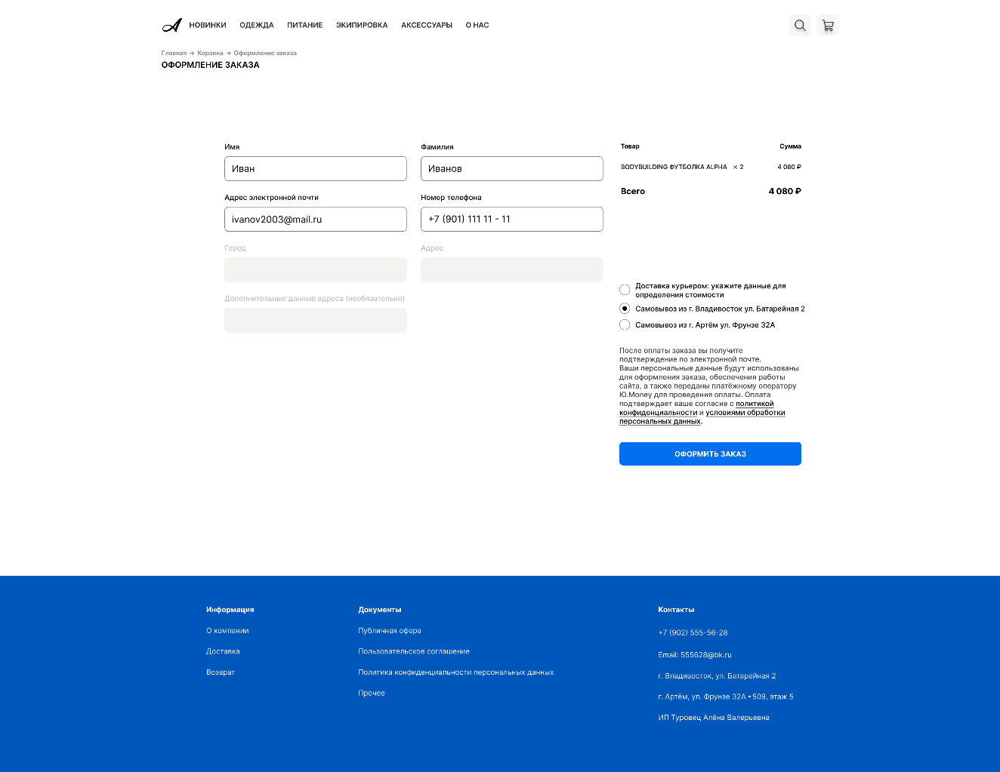 НОВИНКИ ОДЕЖДА ПИТАНИЕ ЭКИПИРОВКА АКСЕССУАРЫ О НАС
Главная → Корзина → Оформление заказа
ОФОРМЛЕНИЕ ЗАКАЗА
Имя
Иван
Фамилия
Иванов
Адрес электронной почти
ivanov2003@mail.ru
Номер телефона
+7 (901) 111 11 - 11
Город
Адрес
Дополнительные данные адреса (необязательно)
Товар Сумма
BODYBUILDING ФУТБОЛКА ALPHA × 2 4 080 ₽
Всего 4 080 ₽
Доставка курьером: укажите данные для
определения стоимости
Самовывоз из г. Владивосток ул. Батарейная 2
Самовывоз из г. Артём ул. Фрунзе 32А
После оплаты заказа вы получите
подтверждение по электронной почте.
Ваши персональные данные будут использованы
для оформления заказа, обеспечения работы
сайта, а также переданы платёжному оператору
Ю.Money для проведения оплаты. Оплата
подтверждает ваше согласие с политикой
конфиденциальности и условиями обработки
персональных данных.
ОФОРМИТЬ ЗАКАЗ
Информация
О компании
Доставка
Возврат
Документы
Публичная офера
Пользовательское соглашение
Политика конфиденциальности персональных данных
Прочее
Контакты
+7 (902) 555-56-28
Email: 555628@bk.ru
г. Владивосток, ул. Батарейная 2
г. Артём, ул. Фрунзе 32А • 509, этаж 5
ИП Туровец Алёна Валерьевна